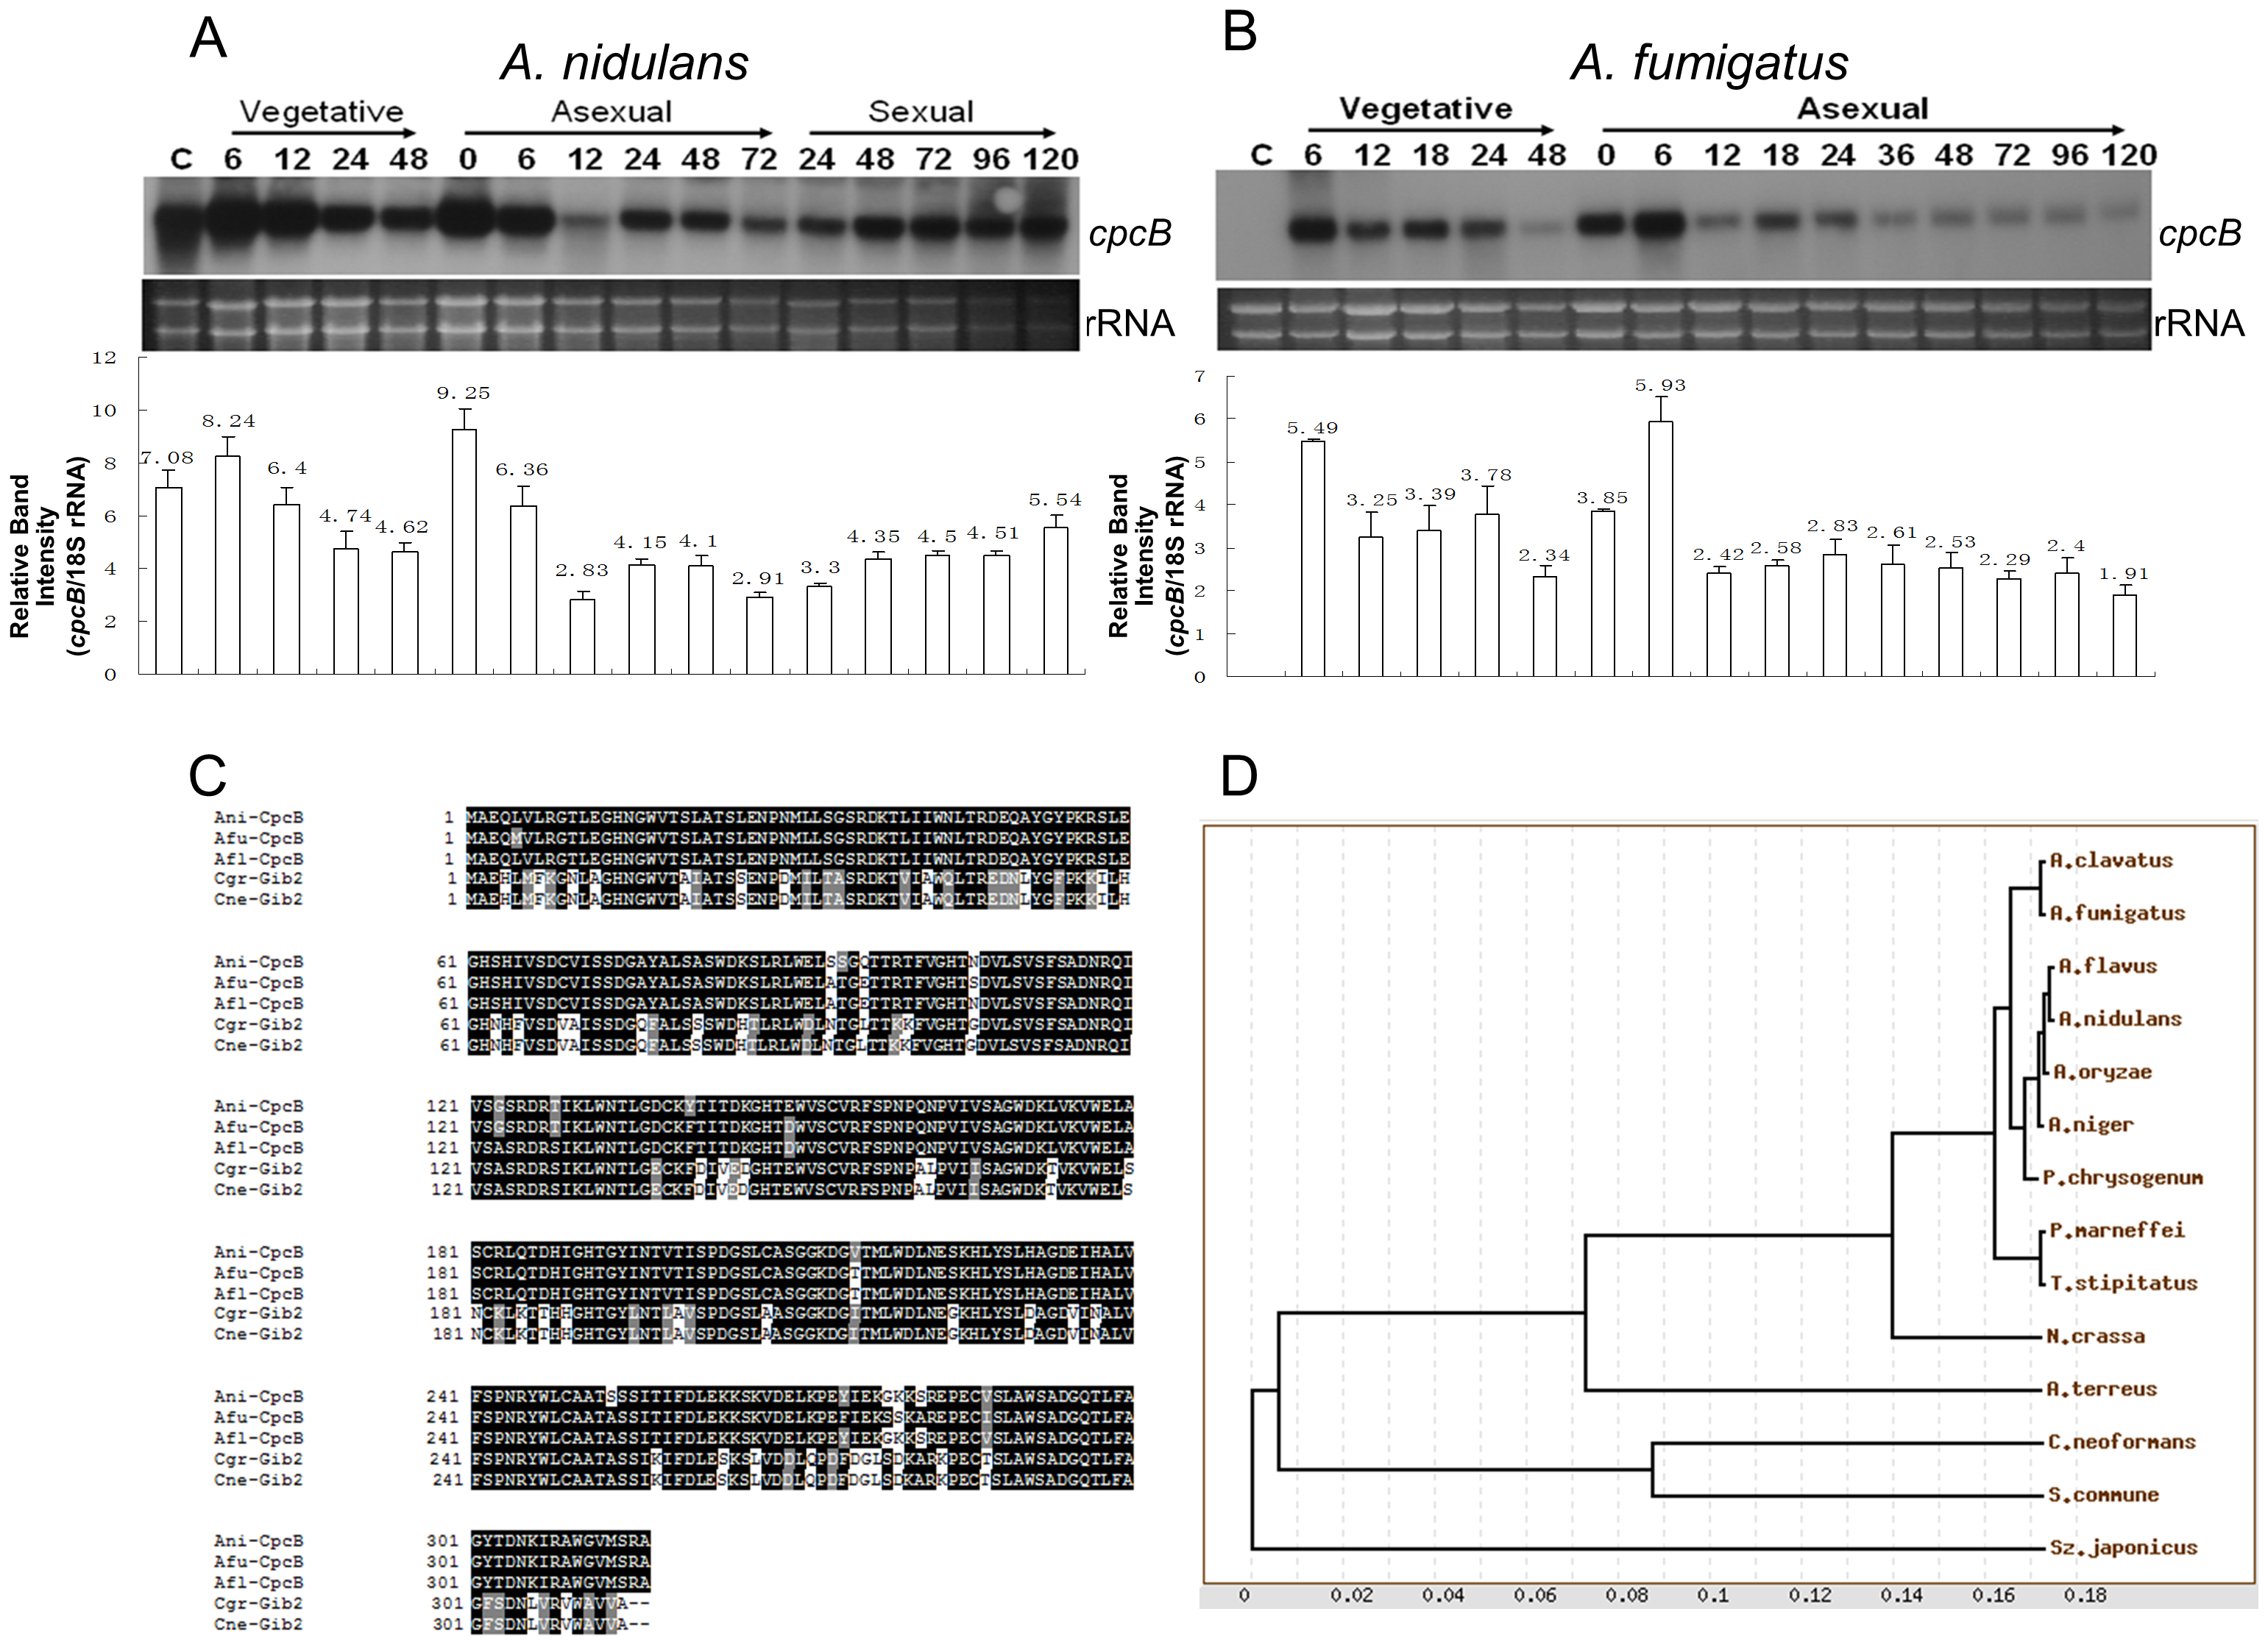 A
A. nidulans
Vegetative Asexual Sexual
C 6 12 24 48 0 6 12 24 48 72 24 48 72 96 120
cpcB
rRNA
12
10
8
6
4
2
0
Relative Band
Intensity
(cpcB/18S rRNA)
7.08 8.24 6.4 4.74 4.62 9.25 6.36 2.83 4.15 4.1 2.91 3.3 4.35 4.5 4.51 5.54
B
A. fumigatus
Vegetative Asexual
C 6 12 18 24 48 0 6 12 18 24 36 48 72 96 120
cpcB
rRNA
7
6
5
4
3
2
1
0
Relative Band
Intensity
(cpcB/18S rRNA)
5.49 3.25 3.39 3.78 2.34 3.85 5.93 2.42 2.58 2.83 2.61 2.53 2.29 2.4 1.91
C
Ani-CpcB 1 MAEQLVLRGTLEGHNGWVTSLATSLENPNMLLSGSRDKTLIIWNLTRDEQAYGYPKRSLE
Afu-CpcB 1 MAEQMVLRGTLEGHNGWVTSLATSLENPNMLLSGSRDKTLIIWNLTRDEQAYGYPKRSLE
Afl-CpcB 1 MAEQLVLRGTLEGHNGWVTSLATSLENPNMLLSGSRDKTLIIWNLTRDEQAYGYPKRSLE
Cgr-Gib2 1 MAEHLMFKGNLAGHNGWVTAIATSSENPDMILTASRDKTVIAWQLTREDNLYGFPKKILH
Cne-Gib2 1 MAEHLMFKGNLAGHNGWVTAIATSSENPDMILTASRDKTVIAWQLTREDNLYGFPKKILH
Ani-CpcB 61 GHSHIVSDCVISSDGAYALSASWDKSLRLWELSSGQTTRTFVGHTNDVLSVSFSADNRQI
Afu-CpcB 61 GHSHIVSDCVISSDGAYALSASWDKSLRLWELATGETTRTFVGHTSDVLSVSFSADNRQI
Afl-CpcB 61 GHSHIVSDCVISSDGAYALSASWDKSLRLWELATGETTRTFVGHTNDVLSVSFSADNRQI
Cgr-Gib2 61 GHNHFVSDVAISSDGQFALSSSWDHTLRLWDLNTGLTTKKFVGHTGDVLSVSFSADNRQI
Cne-Gib2 61 GHNHFVSDVAISSDGQFALSSSWDHTLRLWDLNTGLTTKKFVGHTGDVLSVSFSADNRQI
Ani-CpcB 121 VSGSRDRTIKLWNTLGDCKYTITDKGHTEWVSCVRFSPNPQNPVIVSAGWDKLVKVWELA
Afu-CpcB 121 VSGSRDRTIKLWNTLGDCKFTITDKGHTDWVSCVRFSPNPQNPVIVSAGWDKLVKVWELA
Afl-CpcB 121 VSASRDRSIKLWNTLGDCKFTITDKGHTDWVSCVRFSPNPQNPVIVSAGWDKLVKVWELA
Cgr-Gib2 121 VSASRDRSIKLWNTLGECKFDIVEDGHTEWVSCVRFSPNPALPVIISAGWDKTVKVWELS
Cne-Gib2 121 VSASRDRSIKLWNTLGECKFDIVEDGHTEWVSCVRFSPNPALPVIISAGWDKTVKVWELS
Ani-CpcB 181 SCRLQTDHIGHTGYINTVTISPDGSLCASGGKDGVTMLWDLNESKHLYSLHAGDEIHALV
Afu-CpcB 181 SCRLQTDHIGHTGYINTVTISPDGSLCASGGKDGTTMLWDLNESKHLYSLHAGDEIHALV
Afl-CpcB 181 SCRLQTDHIGHTGYINTVTISPDGSLCASGGKDGTTMLWDLNESKHLYSLHAGDEIHALV
Cgr-Gib2 181 NCKLKTTHHGHTGYLNTLAVSPDGSLAASGGKDGITMLWDLNEGKHLYSLDAGDVINALV
Cne-Gib2 181 NCKLKTTHHGHTGYLNTLAVSPDGSLAASGGKDGITMLWDLNEGKHLYSLDAGDVINALV
Ani-CpcB 241 FSPNRYWLCAATSSSITIFDLEKKSKVDELKPEYIEKGKKSREPECVSLAWSADGQTLFA
Afu-CpcB 241 FSPNRYWLCAATASSITIFDLEKKSKVDELKPEFIEKSSKAREPECISLAWSADGQTLFA
Afl-CpcB 241 FSPNRYWLCAATASSITIFDLEKKSKVDELKPEYIEKGKKSREPECVSLAWSADGQTLFA
Cgr-Gib2 241 FSPNRYWLCAATASSIKIFDLESKSLVDDLQPDFDGLSDKARKPECTSLAWSADGQTLFA
Cne-Gib2 241 FSPNRYWLCAATASSIKIFDLESKSLVDDLQPDFDGLSDKARKPECTSLAWSADGQTLFA
Ani-CpcB 301 GYTDNKIRAWGVMSRA
Afu-CpcB 301 GYTDNKIRAWGVMSRA
Afl-CpcB 301 GYTDNKIRAWGVMSRA
Cgr-Gib2 301 GFSDNLVRVWAVVA--
Cne-Gib2 301 GFSDNLVRVWAVVA--
D
A.clavatus
A.fumigatus
A.flavus
A.nidulans
A.oryzae
A.niger
P.chrysogenum
P.marneffei
T.stipitatus
N.crassa
A.terreus
C.neoformans
S.commune
Sz.japonicus
0 0.02 0.04 0.06 0.08 0.1 0.12 0.14 0.16 0.18